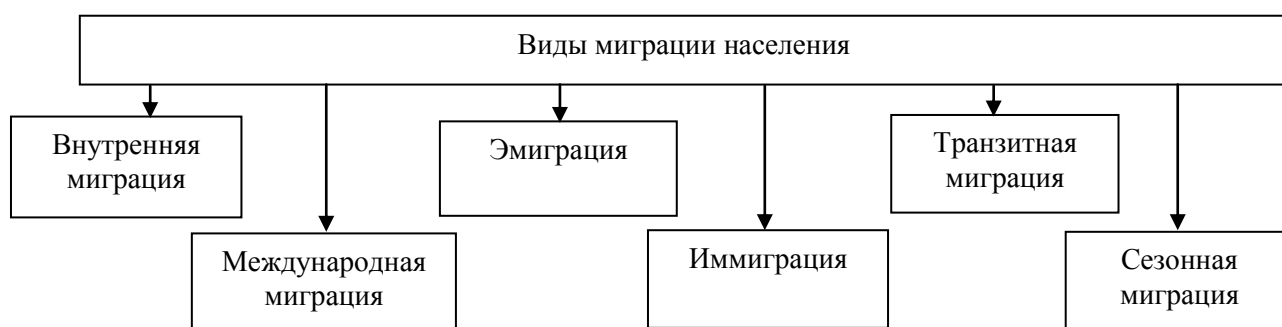 Виды миграции населения
Внутренняя
миграция
Эмиграция
Транзитная
миграция
Международная
миграция
Иммиграция
Сезонная
миграция